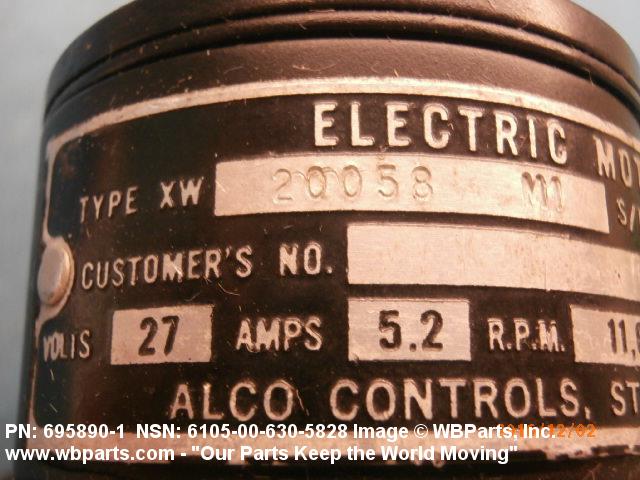 ELECTRIC
TYPE XW 20058 M1 S/
CUSTOMER'S NO.
VOLTS 27 AMPS 5.2 R.P.M. 11,
ALCO CONTROLS, ST
PN: 695890-1 NSN: 6105-00-630-5828 Image © WBParts, Inc.
www.wbparts.com - "Our Parts Keep the World Moving"